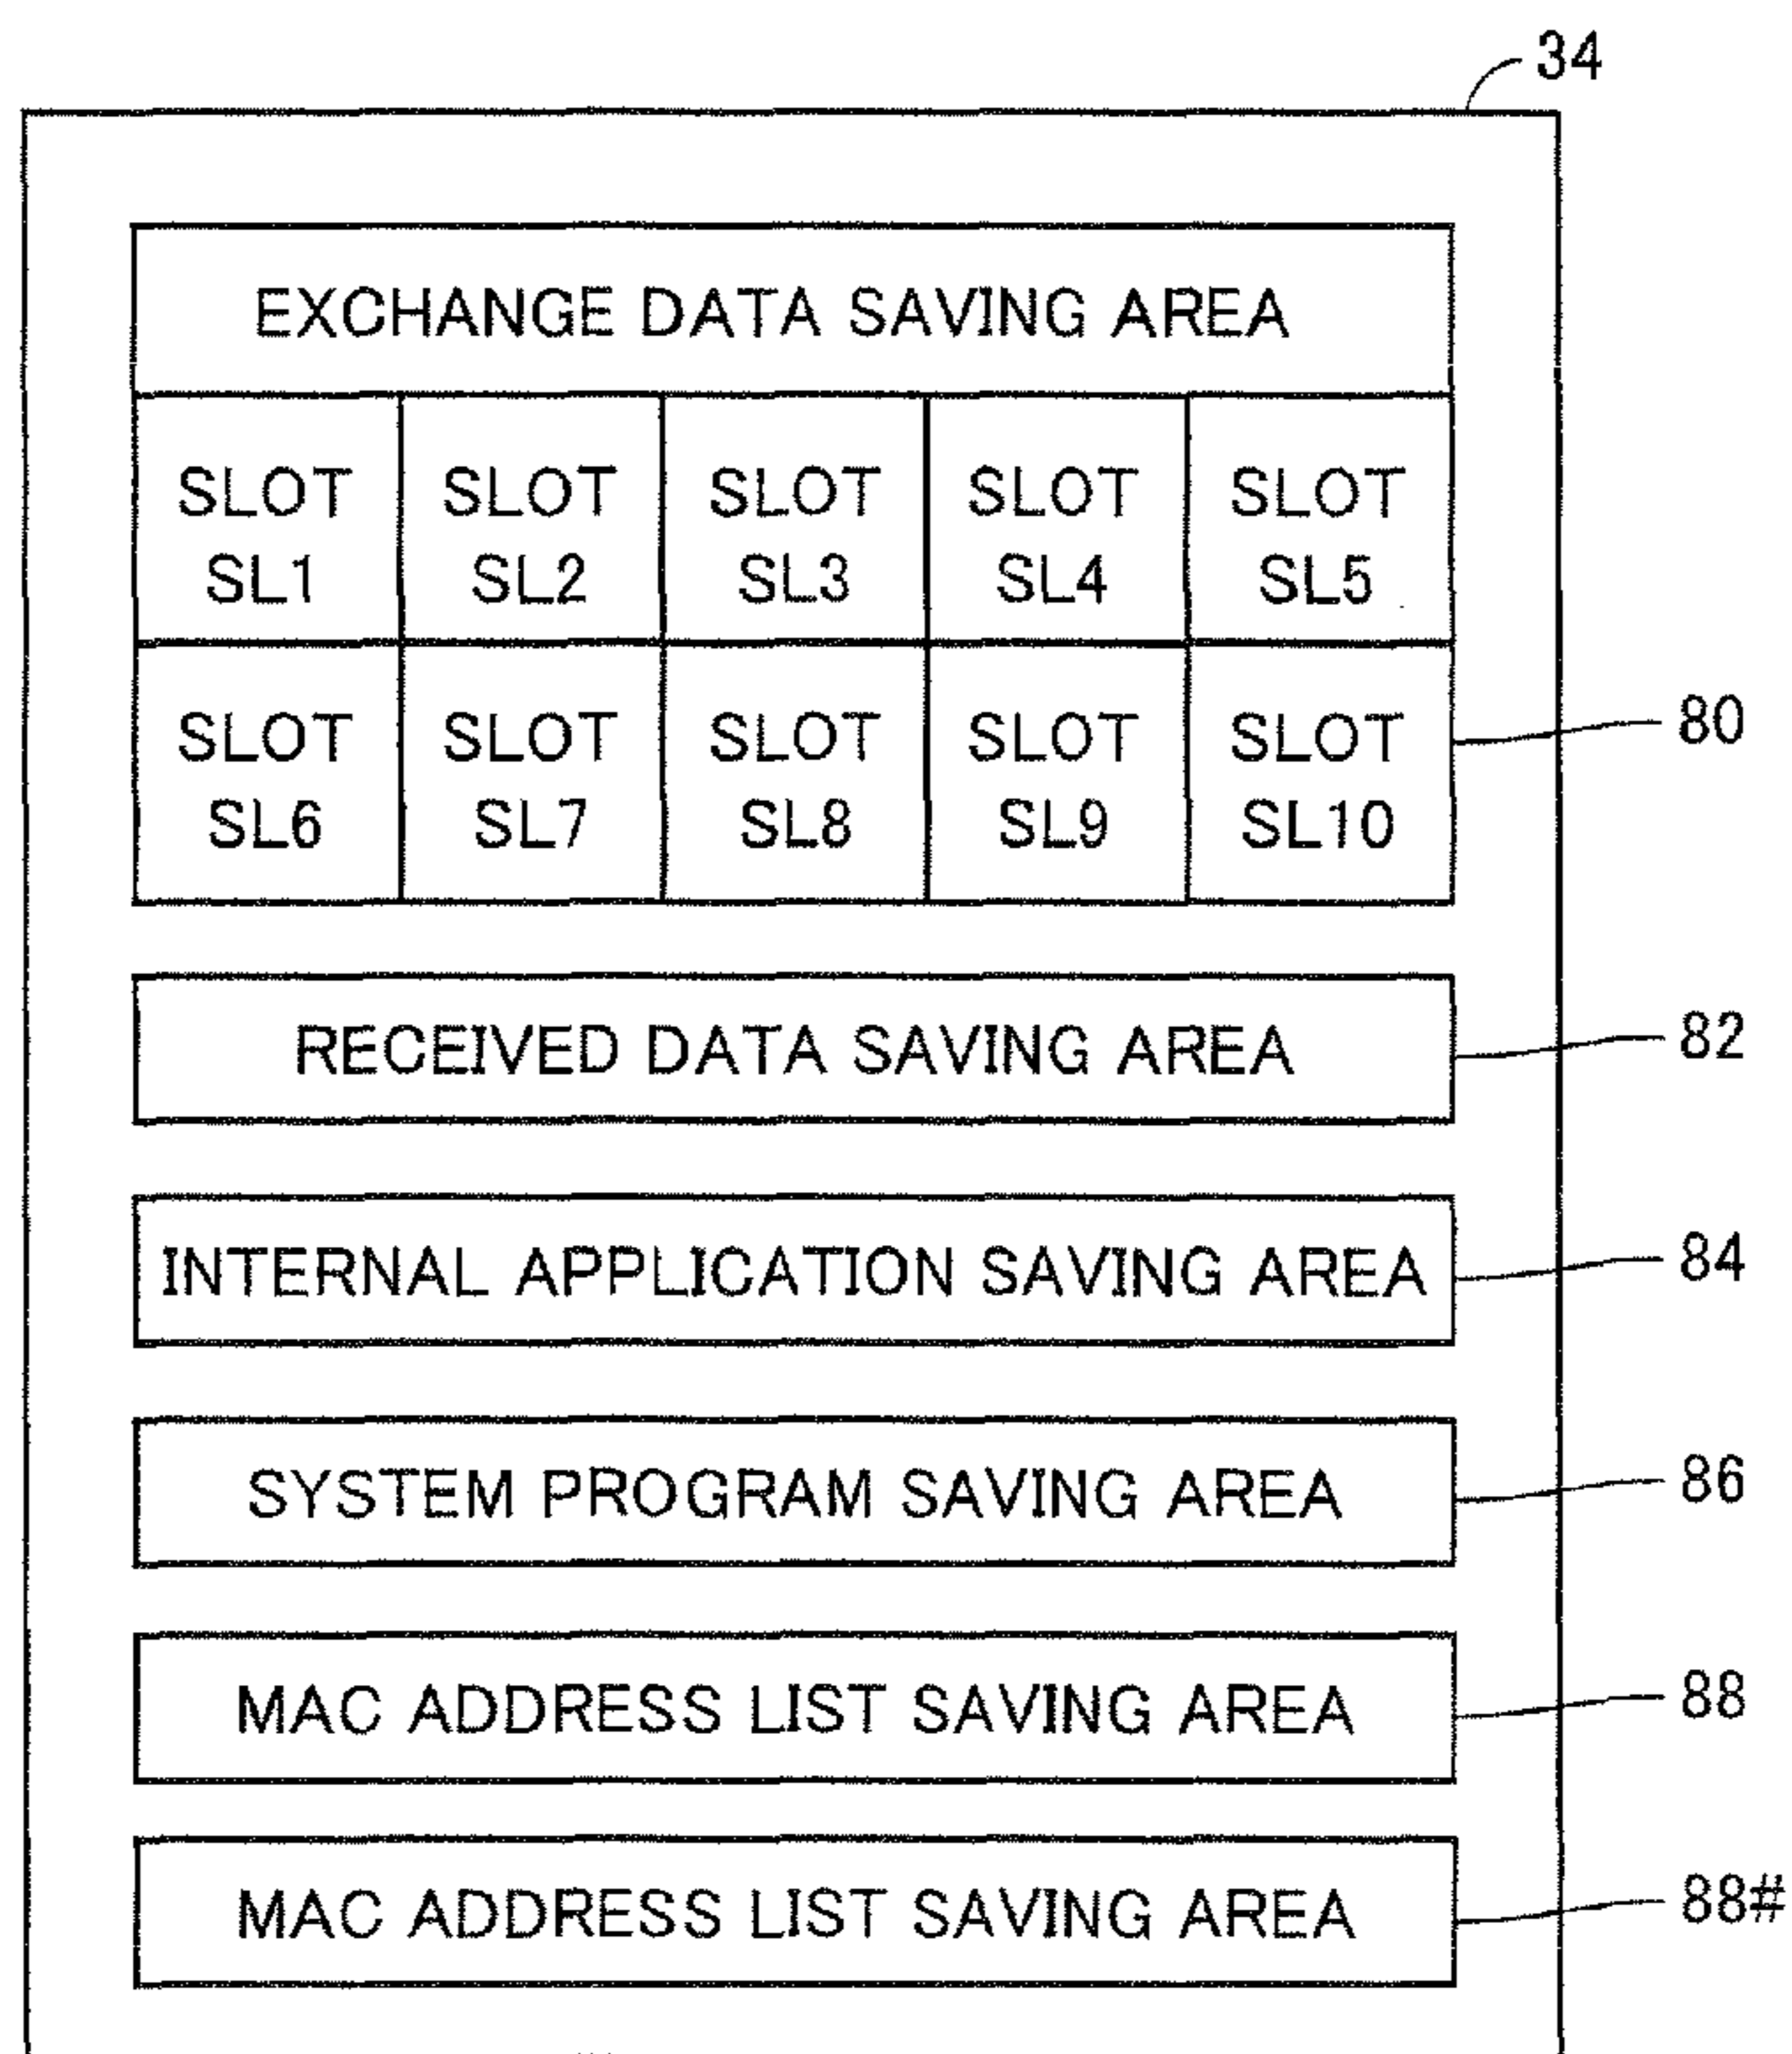 34
EXCHANGE DATA SAVING AREA
SLOT SL1
SLOT SL2
SLOT SL3
SLOT SL4
SLOT SL5
SLOT SL6
SLOT SL7
SLOT SL8
SLOT SL9
SLOT SL10
80
RECEIVED DATA SAVING AREA
82
INTERNAL APPLICATION SAVING AREA
84
SYSTEM PROGRAM SAVING AREA
86
MAC ADDRESS LIST SAVING AREA
88
MAC ADDRESS LIST SAVING AREA
88#